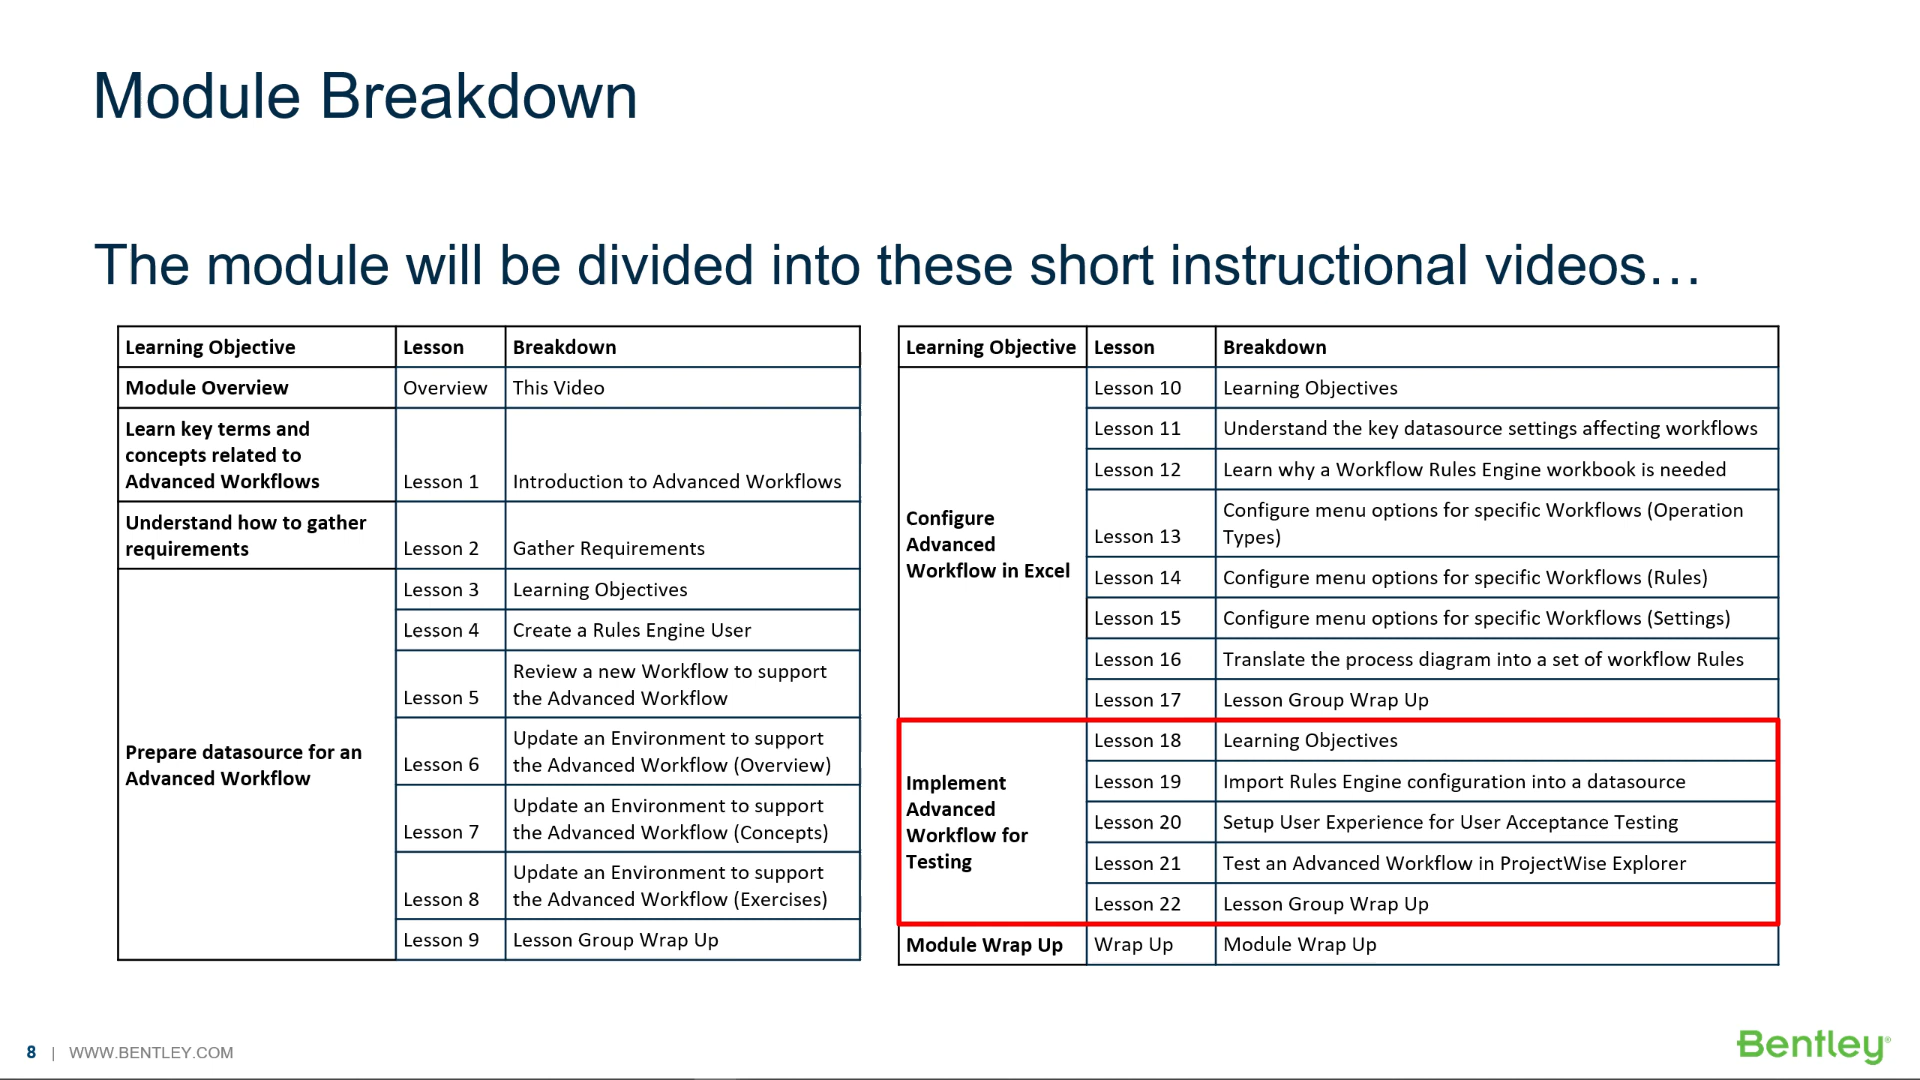 Module Breakdown
The module will be divided into these short instructional videos…
Learning Objective Lesson Breakdown
Module Overview Overview This Video
Learn key terms and
concepts related to
Advanced Workflows Lesson 1 Introduction to Advanced Workflows
Understand how to gather
requirements Lesson 2 Gather Requirements
Prepare datasource for an
Advanced Workflow
Lesson 3 Learning Objectives
Lesson 4 Create a Rules Engine User
Review a new Workflow to support
Lesson 5 the Advanced Workflow
Update an Environment to support
Lesson 6 the Advanced Workflow (Overview)
Update an Environment to support
Lesson 7 the Advanced Workflow (Concepts)
Update an Environment to support
Lesson 8 the Advanced Workflow (Exercises)
Lesson 9 Lesson Group Wrap Up
Learning Objective Lesson Breakdown
Configure
Advanced
Workflow in Excel
Lesson 10 Learning Objectives
Lesson 11 Understand the key datasource settings affecting workflows
Lesson 12 Learn why a Workflow Rules Engine workbook is needed
Configure menu options for specific Workflows (Operation
Lesson 13 Types)
Lesson 14 Configure menu options for specific Workflows (Rules)
Lesson 15 Configure menu options for specific Workflows (Settings)
Lesson 16 Translate the process diagram into a set of workflow Rules
Lesson 17 Lesson Group Wrap Up
Implement
Advanced
Workflow for
Testing
Lesson 18 Learning Objectives
Lesson 19 Import Rules Engine configuration into a datasource
Lesson 20 Setup User Experience for User Acceptance Testing
Lesson 21 Test an Advanced Workflow in ProjectWise Explorer
Lesson 22 Lesson Group Wrap Up
Module Wrap Up Wrap Up Module Wrap Up
8 | WWW.BENTLEY.COM
Bentley®